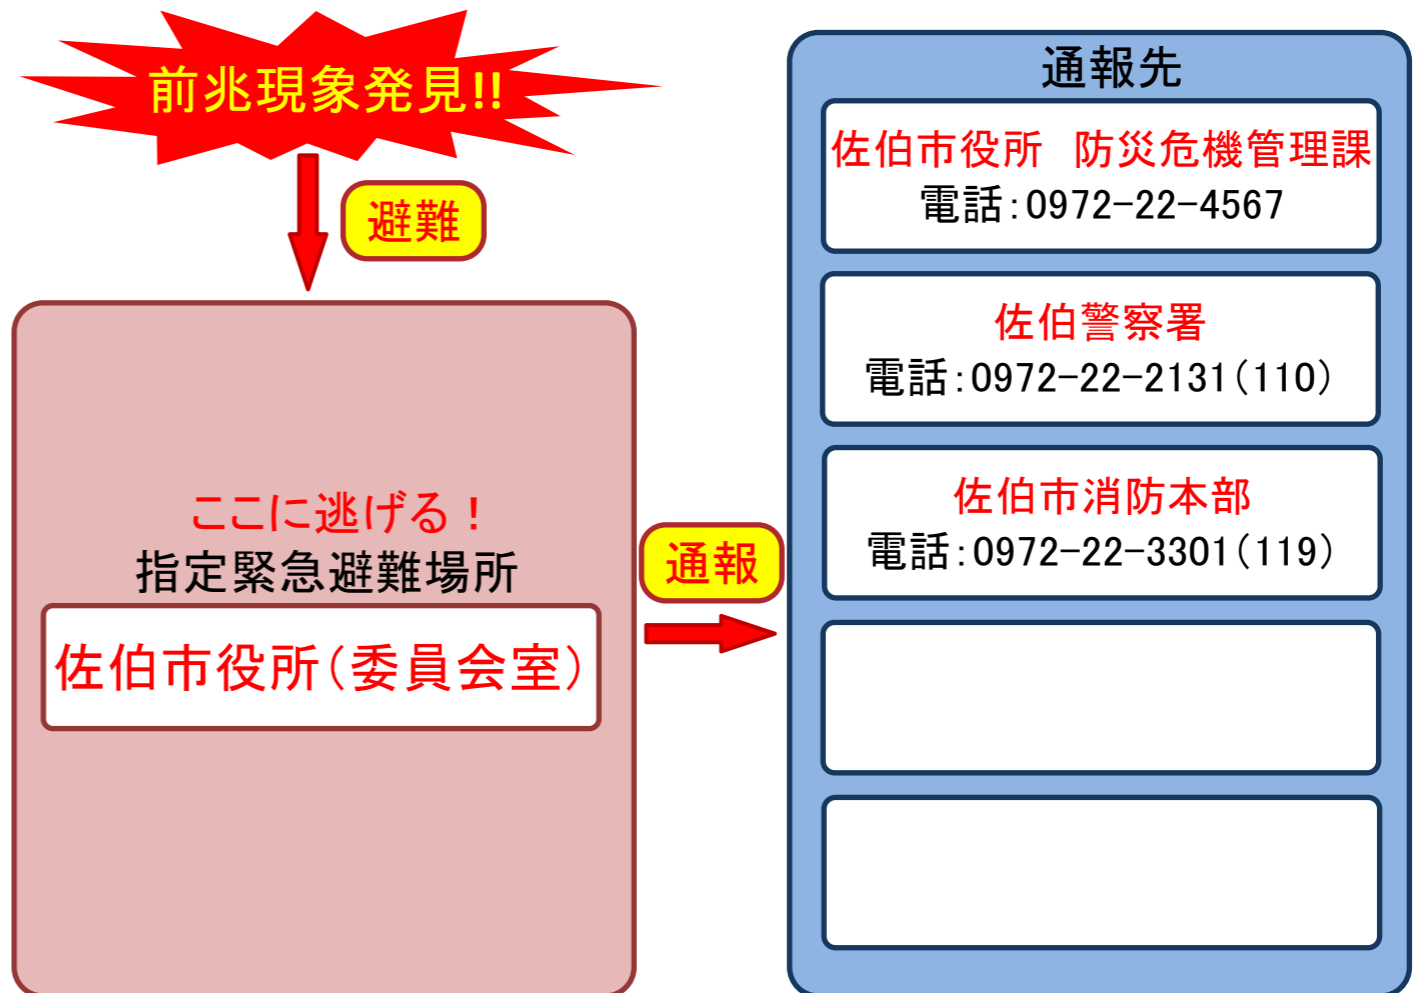 前兆現象発見!!
避難
ここに逃げる！
指定緊急避難場所
佐伯市役所（委員会室）
通報
通報先
佐伯市役所　防災危機管理課
電話：0972-22-4567
佐伯警察署
電話：0972-22-2131（110）
佐伯市消防本部
電話：0972-22-3301（119）